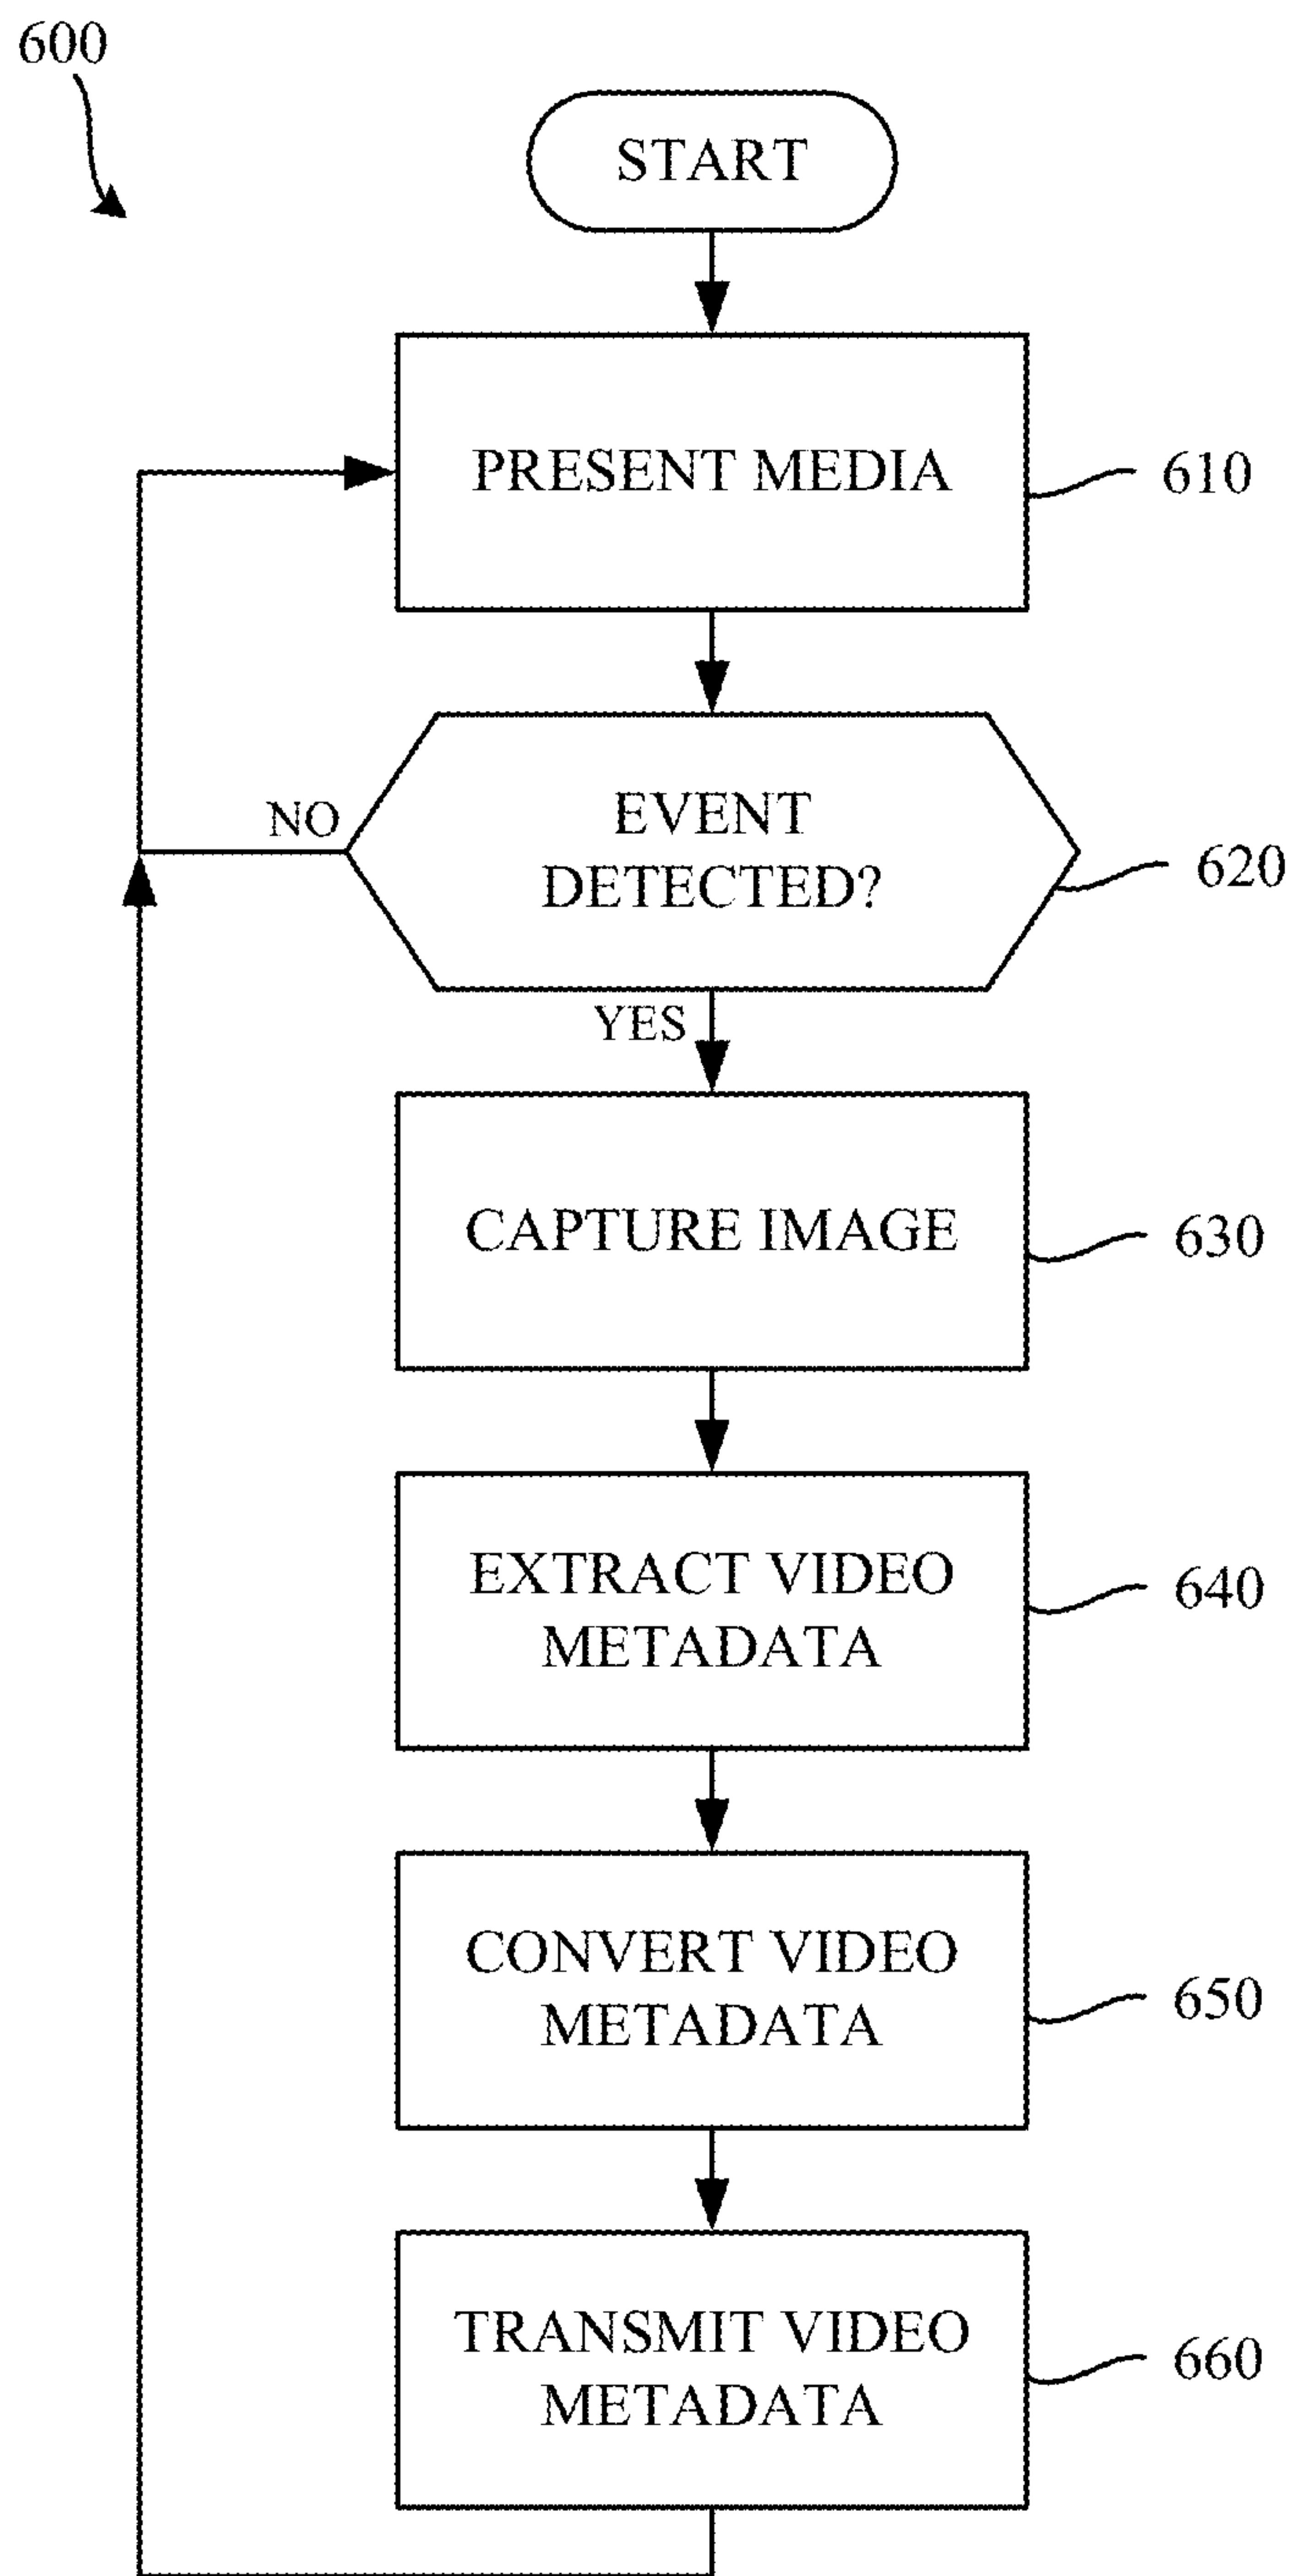 600
START
PRESENT MEDIA
610
EVENT
DETECTED?
NO
620
YES
CAPTURE IMAGE
630
EXTRACT VIDEO
METADATA
640
CONVERT VIDEO
METADATA
650
TRANSMIT VIDEO
METADATA
660